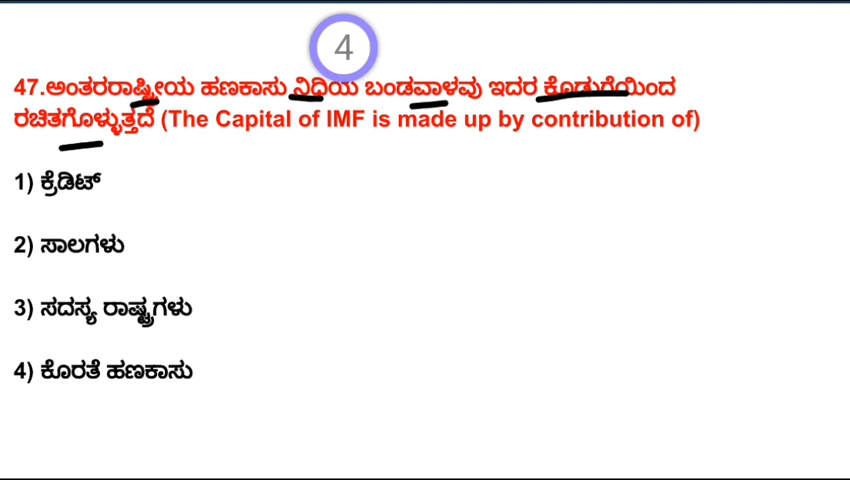 4
47.ಅಂತರರಾಷ್ಟ್ರೀಯ ಹಣಕಾಸು ನಿಧಿಯ ಬಂಡವಾಳವು ಇದರ ಕೊಡುಗೆಯಿಂದ
ರಚಿತಗೊಳ್ಳುತ್ತದೆ (The Capital of IMF is made up by contribution of)
1) ಕ್ರೆಡಿಟ್
2) ಸಾಲಗಳು
3) ಸದಸ್ಯ ರಾಷ್ಟ್ರಗಳು
4) ಕೊರತೆ ಹಣಕಾಸು